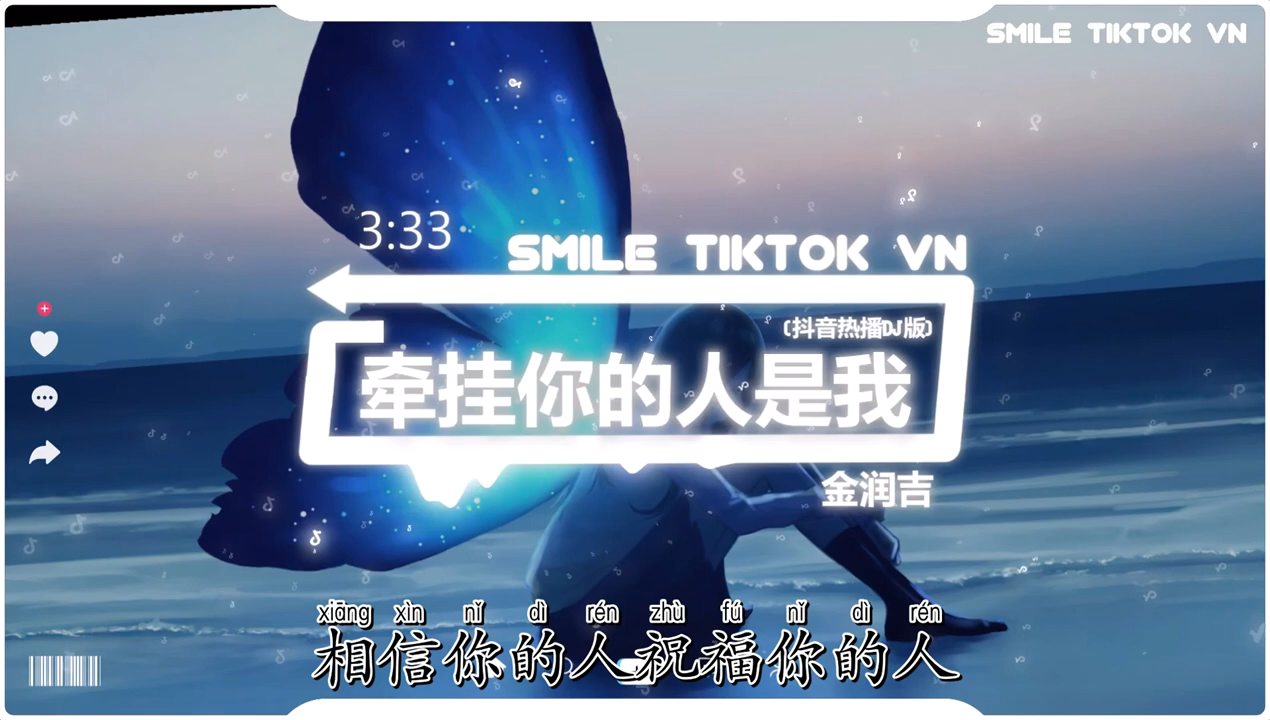 SMILE TIKTOK VN
3:33
SMILE TIKTOK VN
(抖音热播DJ版)
牵挂你的人是我
金润吉
xiāng xìn nǐ dì rén zhù fú nǐ dì rén
相信你的人祝福你的人